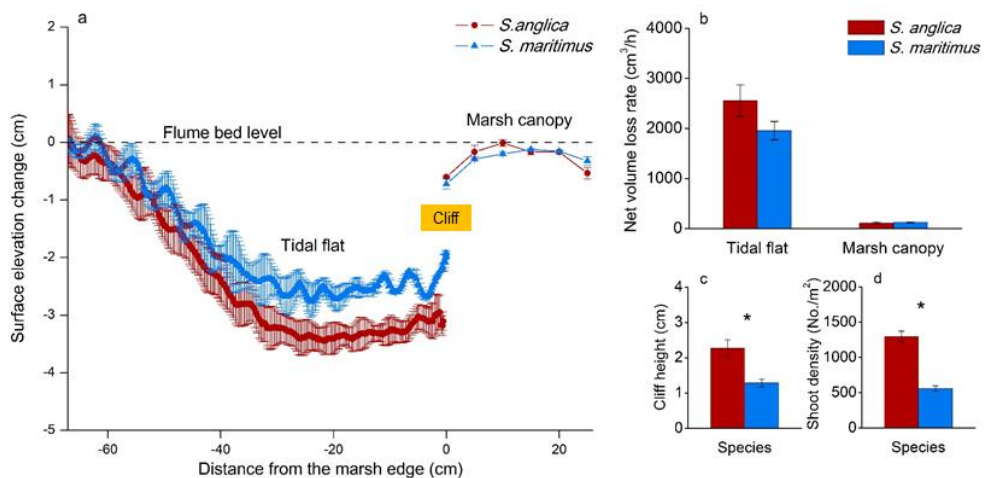 a
S.anglica
S. maritimus
Surface elevation change (cm)
2
1
0
-1
-2
-3
-4
-5
Flume bed level
Marsh canopy
Cliff
Tidal flat
-60
-40
-20
0
20
Distance from the marsh edge (cm)
b
S. anglica
S. maritimus
Net volume loss rate (cm³/h)
4000
3000
2000
1000
0
Tidal flat
Marsh canopy
c
Cliff height (cm)
4
3
2
1
0
*
Species
d
Shoot density (No./m²)
2000
1500
1000
500
0
*
Species